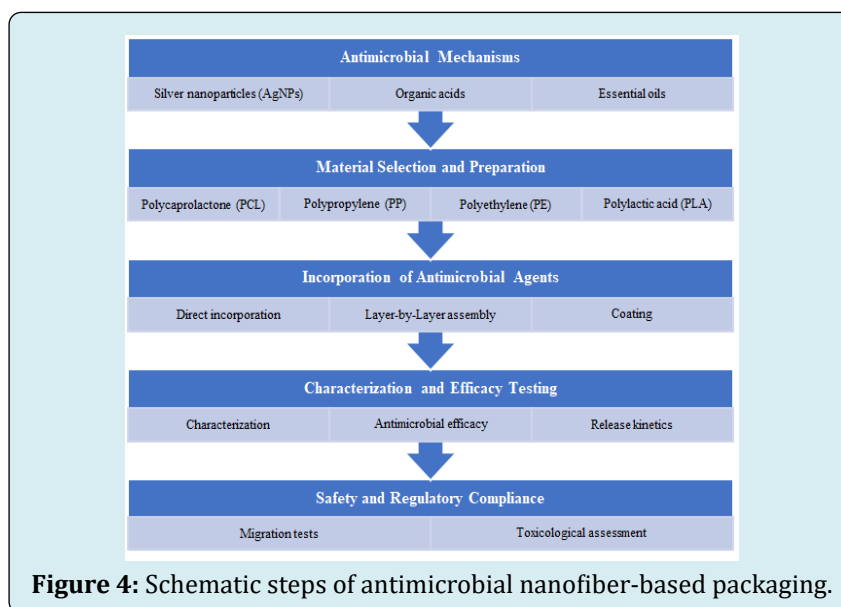 Antimicrobial Mechanisms
Silver nanoparticles (AgNPs) Organic acids Essential oils
Material Selection and Preparation
Polycaprolactone (PCL) Polypropylene (PP) Polyethylene (PE) Polylactic acid (PLA)
Incorporation of Antimicrobial Agents
Direct incorporation Layer-by-Layer assembly Coating
Characterization and Efficacy Testing
Characterization Antimicrobial efficacy Release kinetics
Safety and Regulatory Compliance
Migration tests Toxicological assessment
Figure 4: Schematic steps of antimicrobial nanofiber-based packaging.